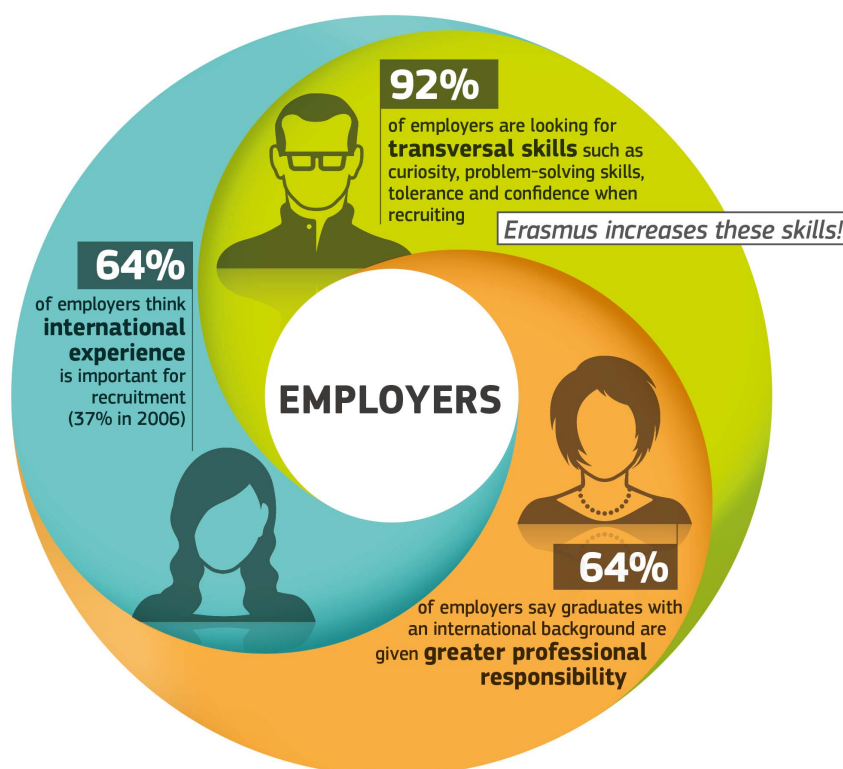 92%
of employers are looking for
transversal skills such as
curiosity, problem-solving skills,
tolerance and confidence when
recruiting
Erasmus increases these skills!
64%
of employers think
international
experience
is important for
recruitment
(37% in 2006)
EMPLOYERS
64%
of employers say graduates with
an international background are
given greater professional
responsibility